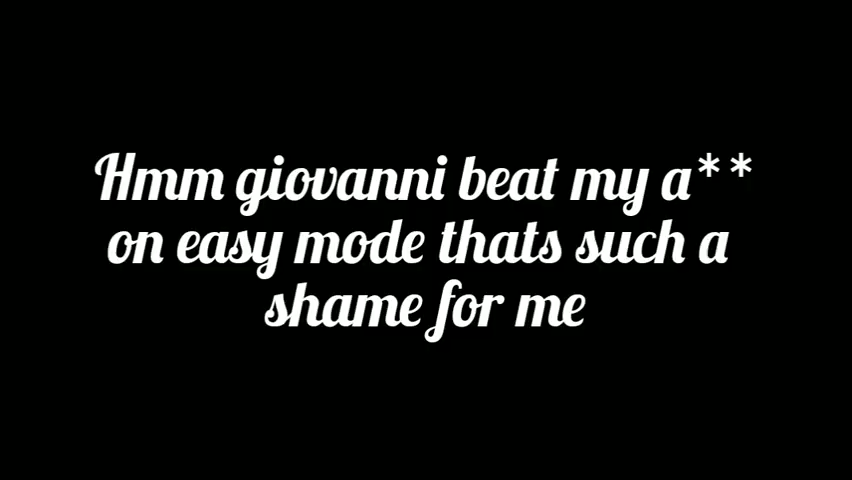 Hmm giovanni beat my a**
on easy mode thats such a
shame for me